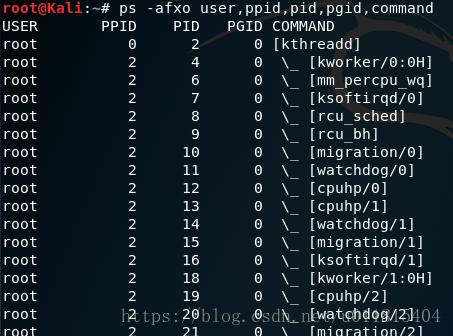 root@Kali:~# ps -afxo user,ppid,pid,pgid,command
USER PPID PID PGID COMMAND
root 0 2 0 [kthreadd]
root 2 4 0 \_ [kworker/0:0H]
root 2 6 0 \_ [mm_percpu_wq]
root 2 7 0 \_ [ksoftirqd/0]
root 2 8 0 \_ [rcu_sched]
root 2 9 0 \_ [rcu_bh]
root 2 10 0 \_ [migration/0]
root 2 11 0 \_ [watchdog/0]
root 2 12 0 \_ [cpuhp/0]
root 2 13 0 \_ [cpuhp/1]
root 2 14 0 \_ [watchdog/1]
root 2 15 0 \_ [migration/1]
root 2 16 0 \_ [ksoftirqd/1]
root 2 18 0 \_ [kworker/1:0H]
root 2 19 0 \_ [cpuhp/2]
root 2 20 0 \_ [watchdog/2]
root 2 21 0 \_ [migration/2]